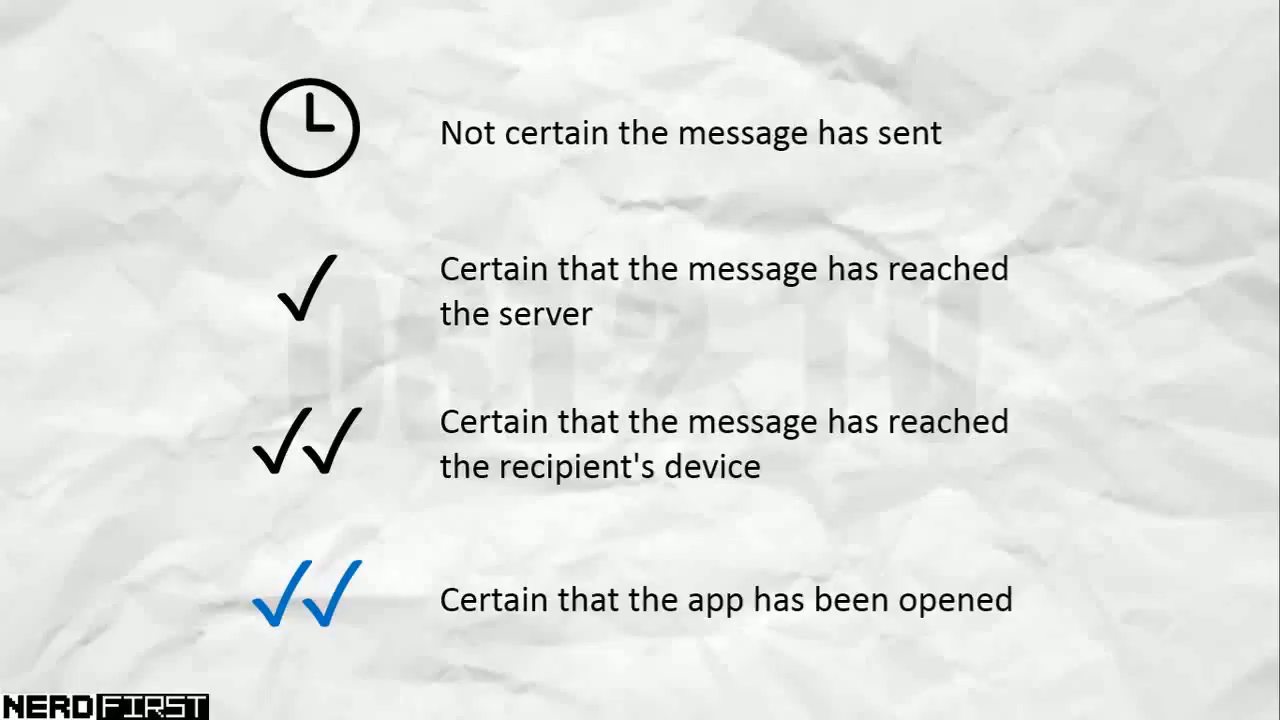 Not certain the message has sent
Certain that the message has reached
the server
Certain that the message has reached
the recipient's device
Certain that the app has been opened
NERDFIRST